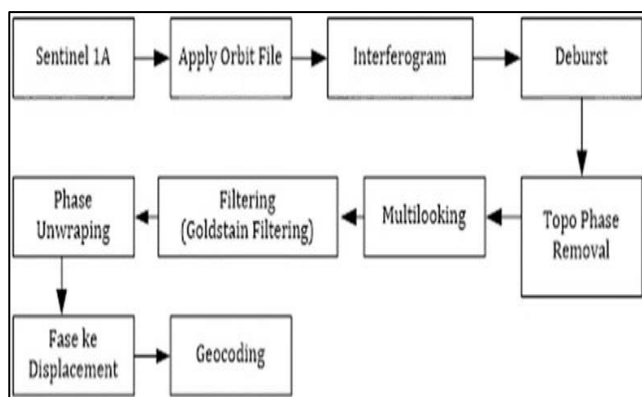 Sentinel 1A
Apply Orbit File
Interferogram
Deburst
Topo Phase
Removal
Multilooking
Filtering
(Goldstain Filtering)
Phase
Unwraping
Fase ke
Displacement
Geocoding